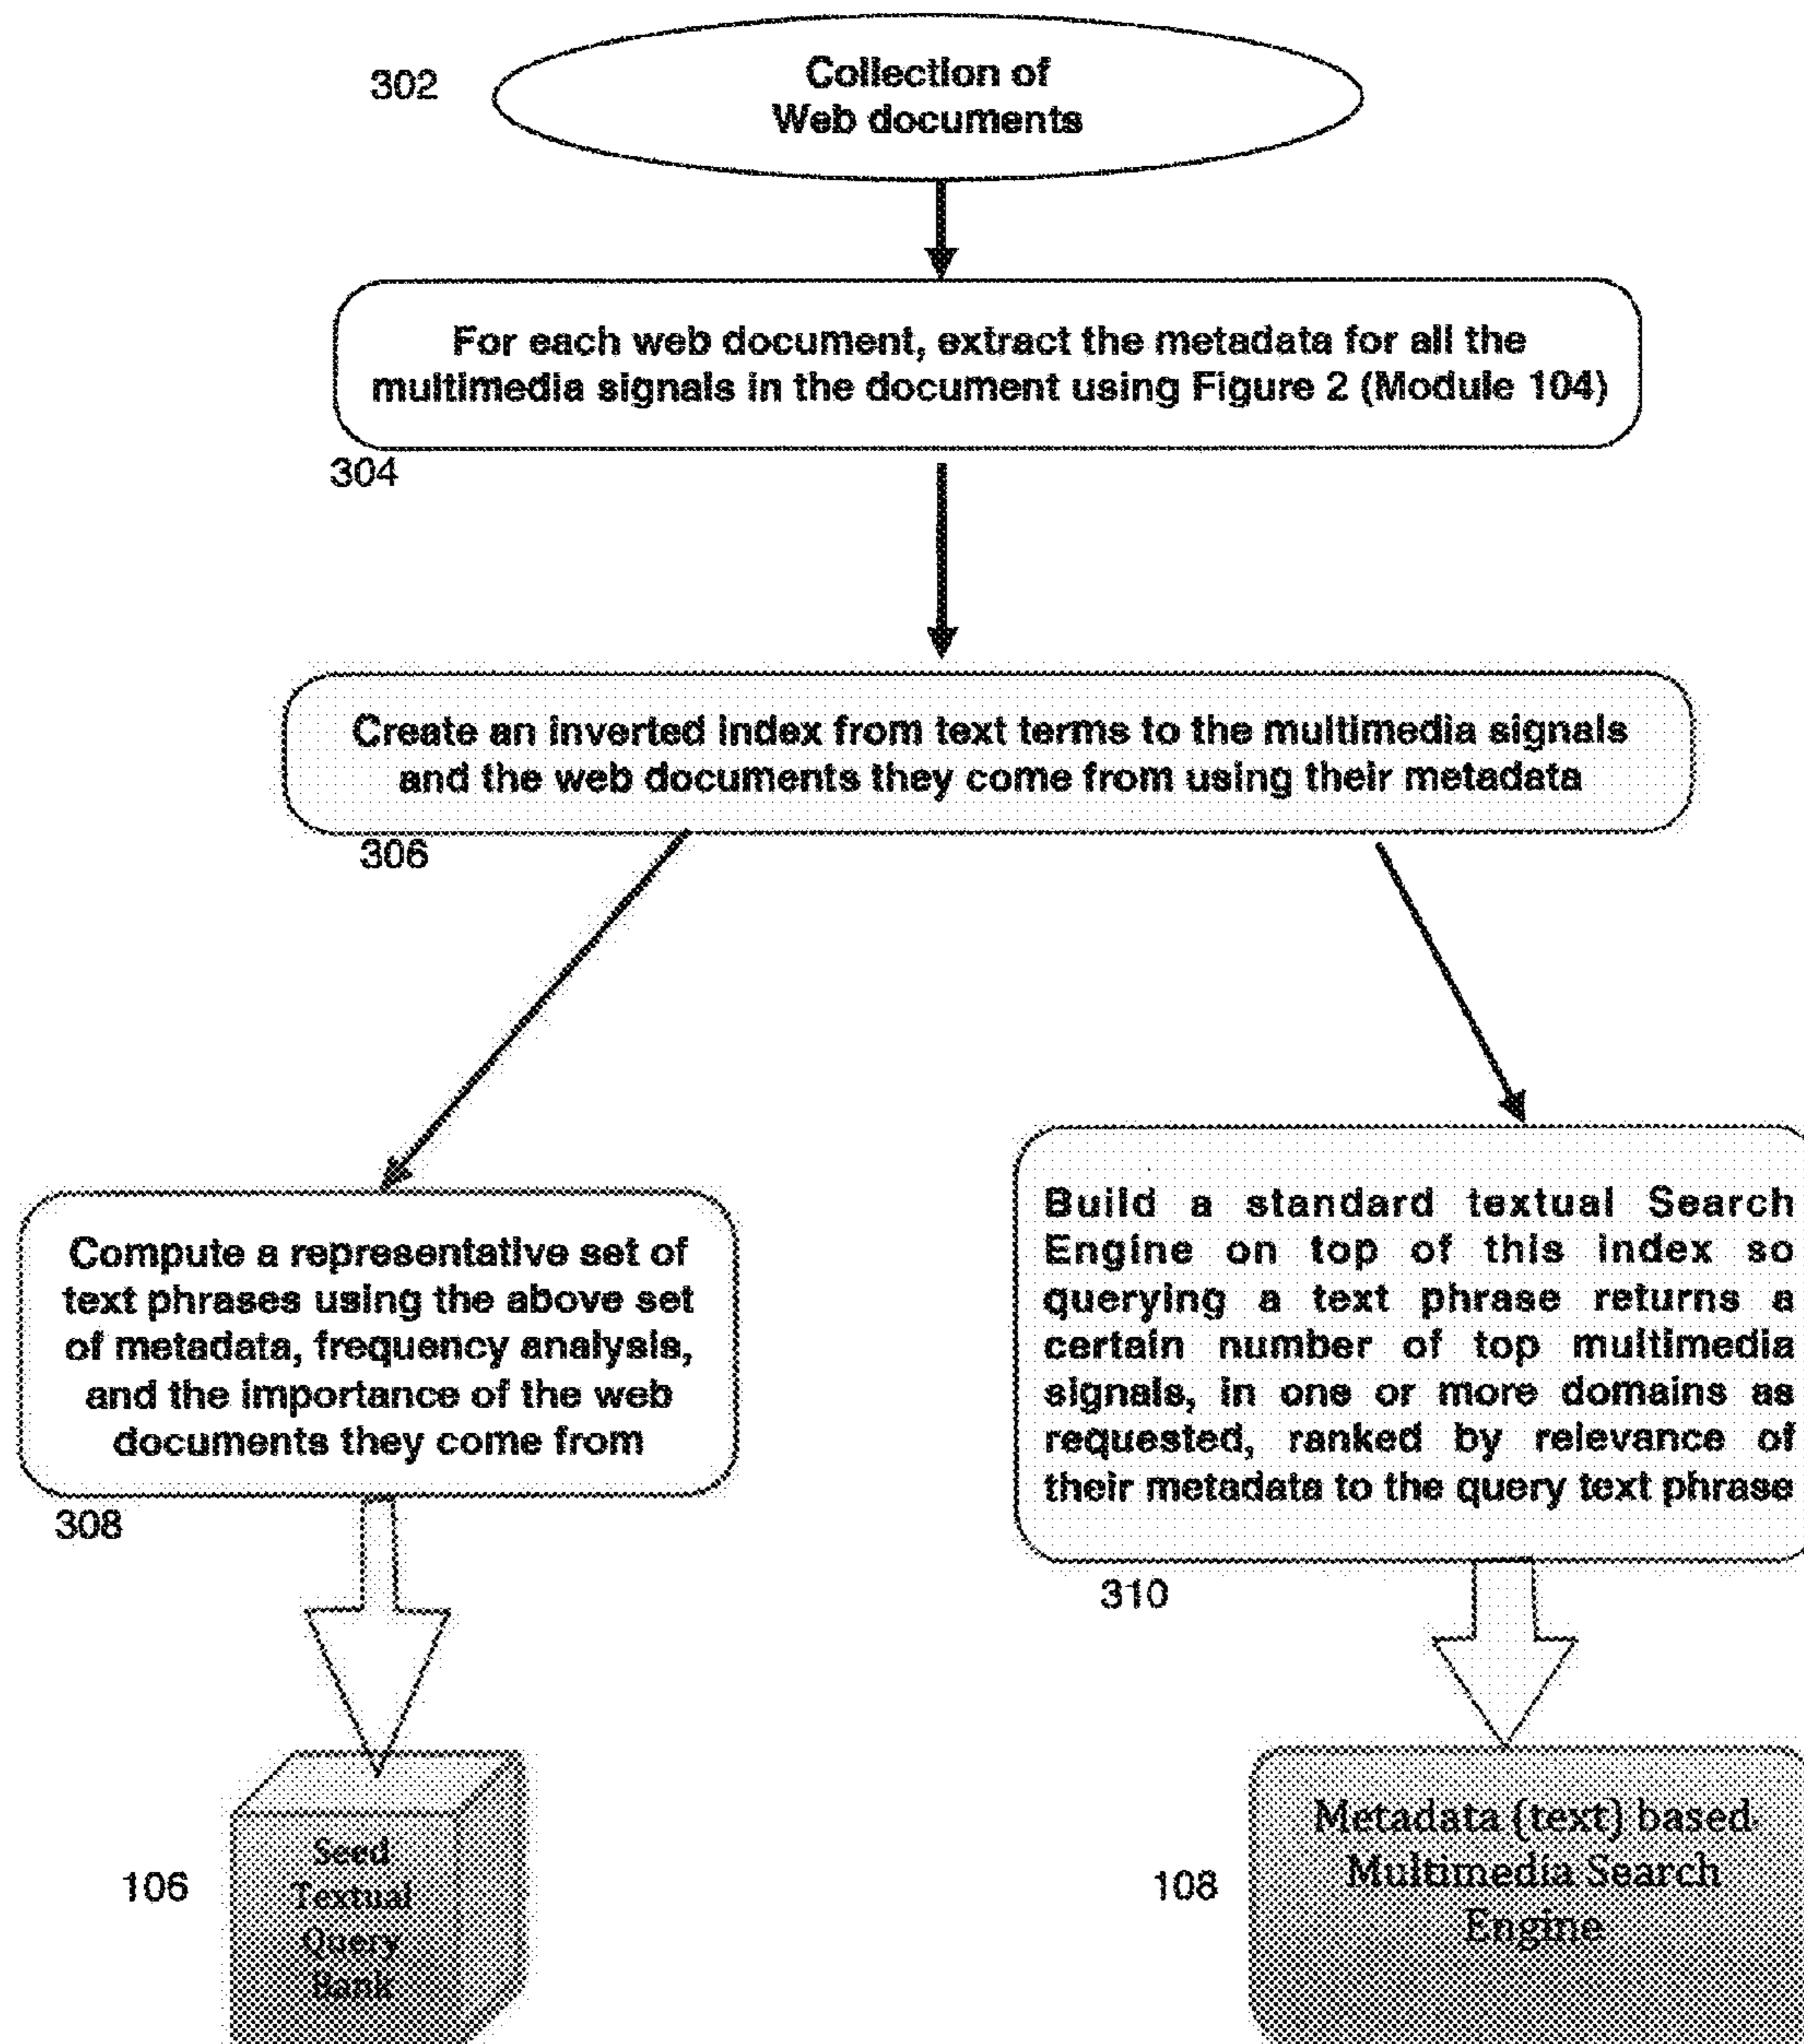 302
Collection of
Web documents
For each web document, extract the metadata for all the
multimedia signals in the document using Figure 2 (Module 104)
304
Create an inverted index from text terms to the multimedia signals
and the web documents they come from using their metadata
306
Compute a representative set of
text phrases using the above set
of metadata, frequency analysis,
and the importance of the web
documents they come from
308
Build a standard textual Search
Engine on top of this index so
querying a text phrase returns a
certain number of top multimedia
signals, in one or more domains as
requested, ranked by relevance of
their metadata to the query text phrase
310
106
Seed
Textual
Query
Bank
108
Metadata (text) based
Multimedia Search
Engine